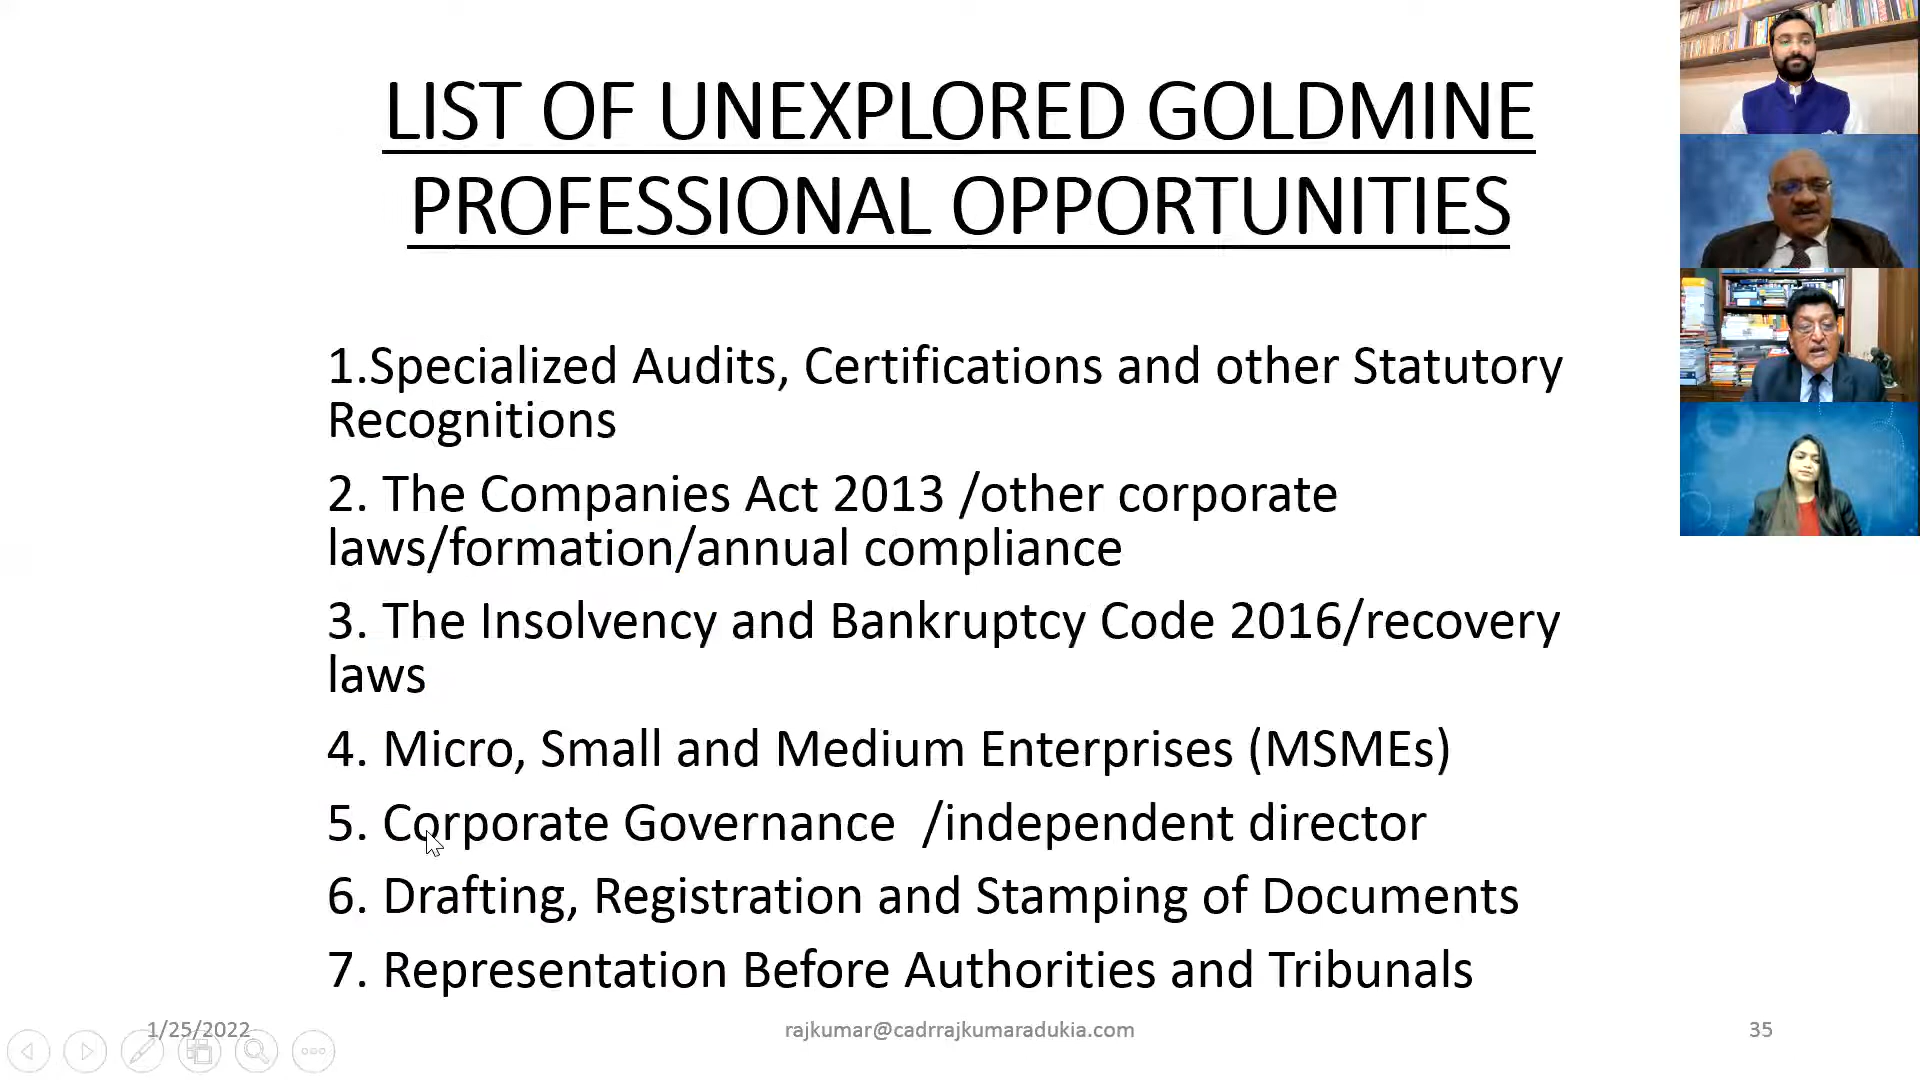 LIST OF UNEXPLORED GOLDMINE
PROFESSIONAL OPPORTUNITIES
1.Specialized Audits, Certifications and other Statutory
Recognitions
2. The Companies Act 2013 /other corporate
laws/formation/annual compliance
3. The Insolvency and Bankruptcy Code 2016/recovery
laws
4. Micro, Small and Medium Enterprises (MSMEs)
5. Corporate Governance  /independent director
6. Drafting, Registration and Stamping of Documents
7. Representation Before Authorities and Tribunals
1/25/2022
rajkumar@cadrrajkumaradukia.com
35